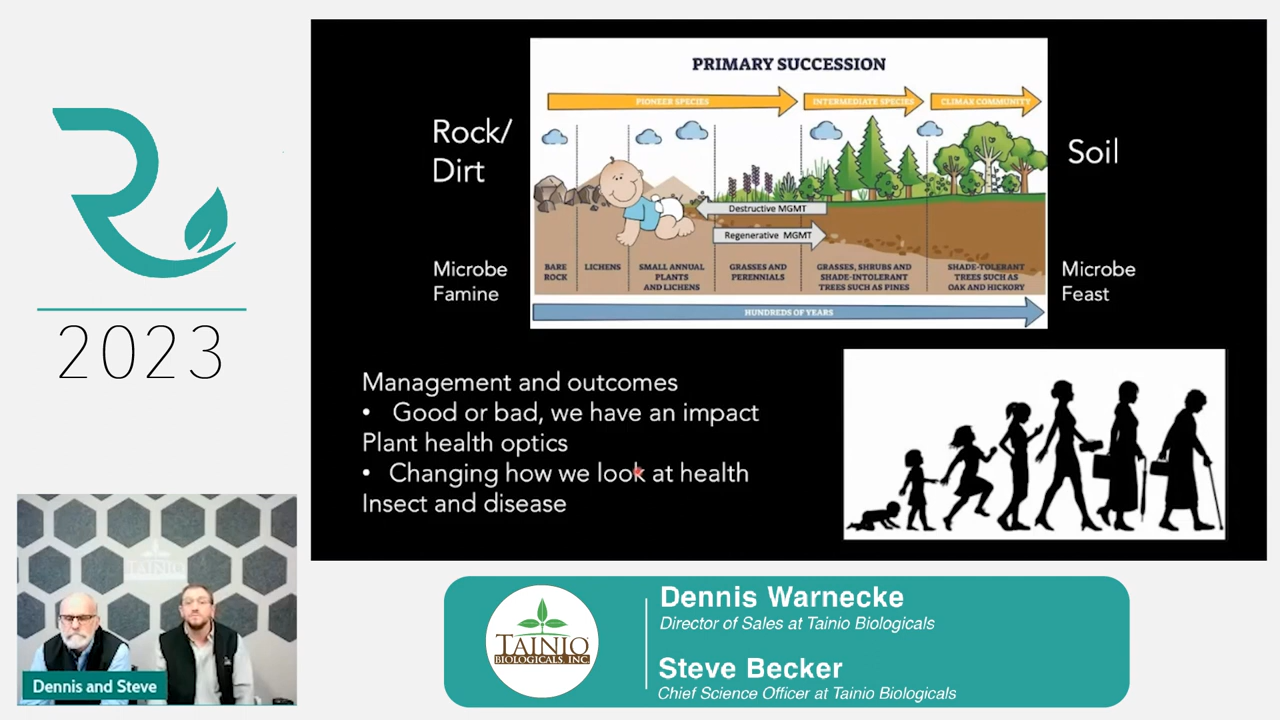 2023
PRIMARY SUCCESSION
PIONEER SPECIES
INTERMEDIATE SPECIES
CLIMAX COMMUNITY
Rock/
Dirt
Soil
Destructive MGMT
Regenerative MGMT
Microbe
Famine
BARE
ROCK
LICHENS
SMALL ANNUAL
PLANTS
AND LICHENS
GRASSES AND
PERENNIALS
GRASSES, SHRUBS AND
SHADE-INTOLERANT
TREES SUCH AS PINES
SHADE-TOLERANT
TREES SUCH AS
OAK AND HICKORY
Microbe
Feast
HUNDREDS OF YEARS
Management and outcomes
• Good or bad, we have an impact
Plant health optics
• Changing how we look at health
Insect and disease
TAINIO
Dennis and Steve
TAINIO
BIOLOGICALS, INC
Dennis Warnecke
Director of Sales at Tainio Biologicals
Steve Becker
Chief Science Officer at Tainio Biologicals